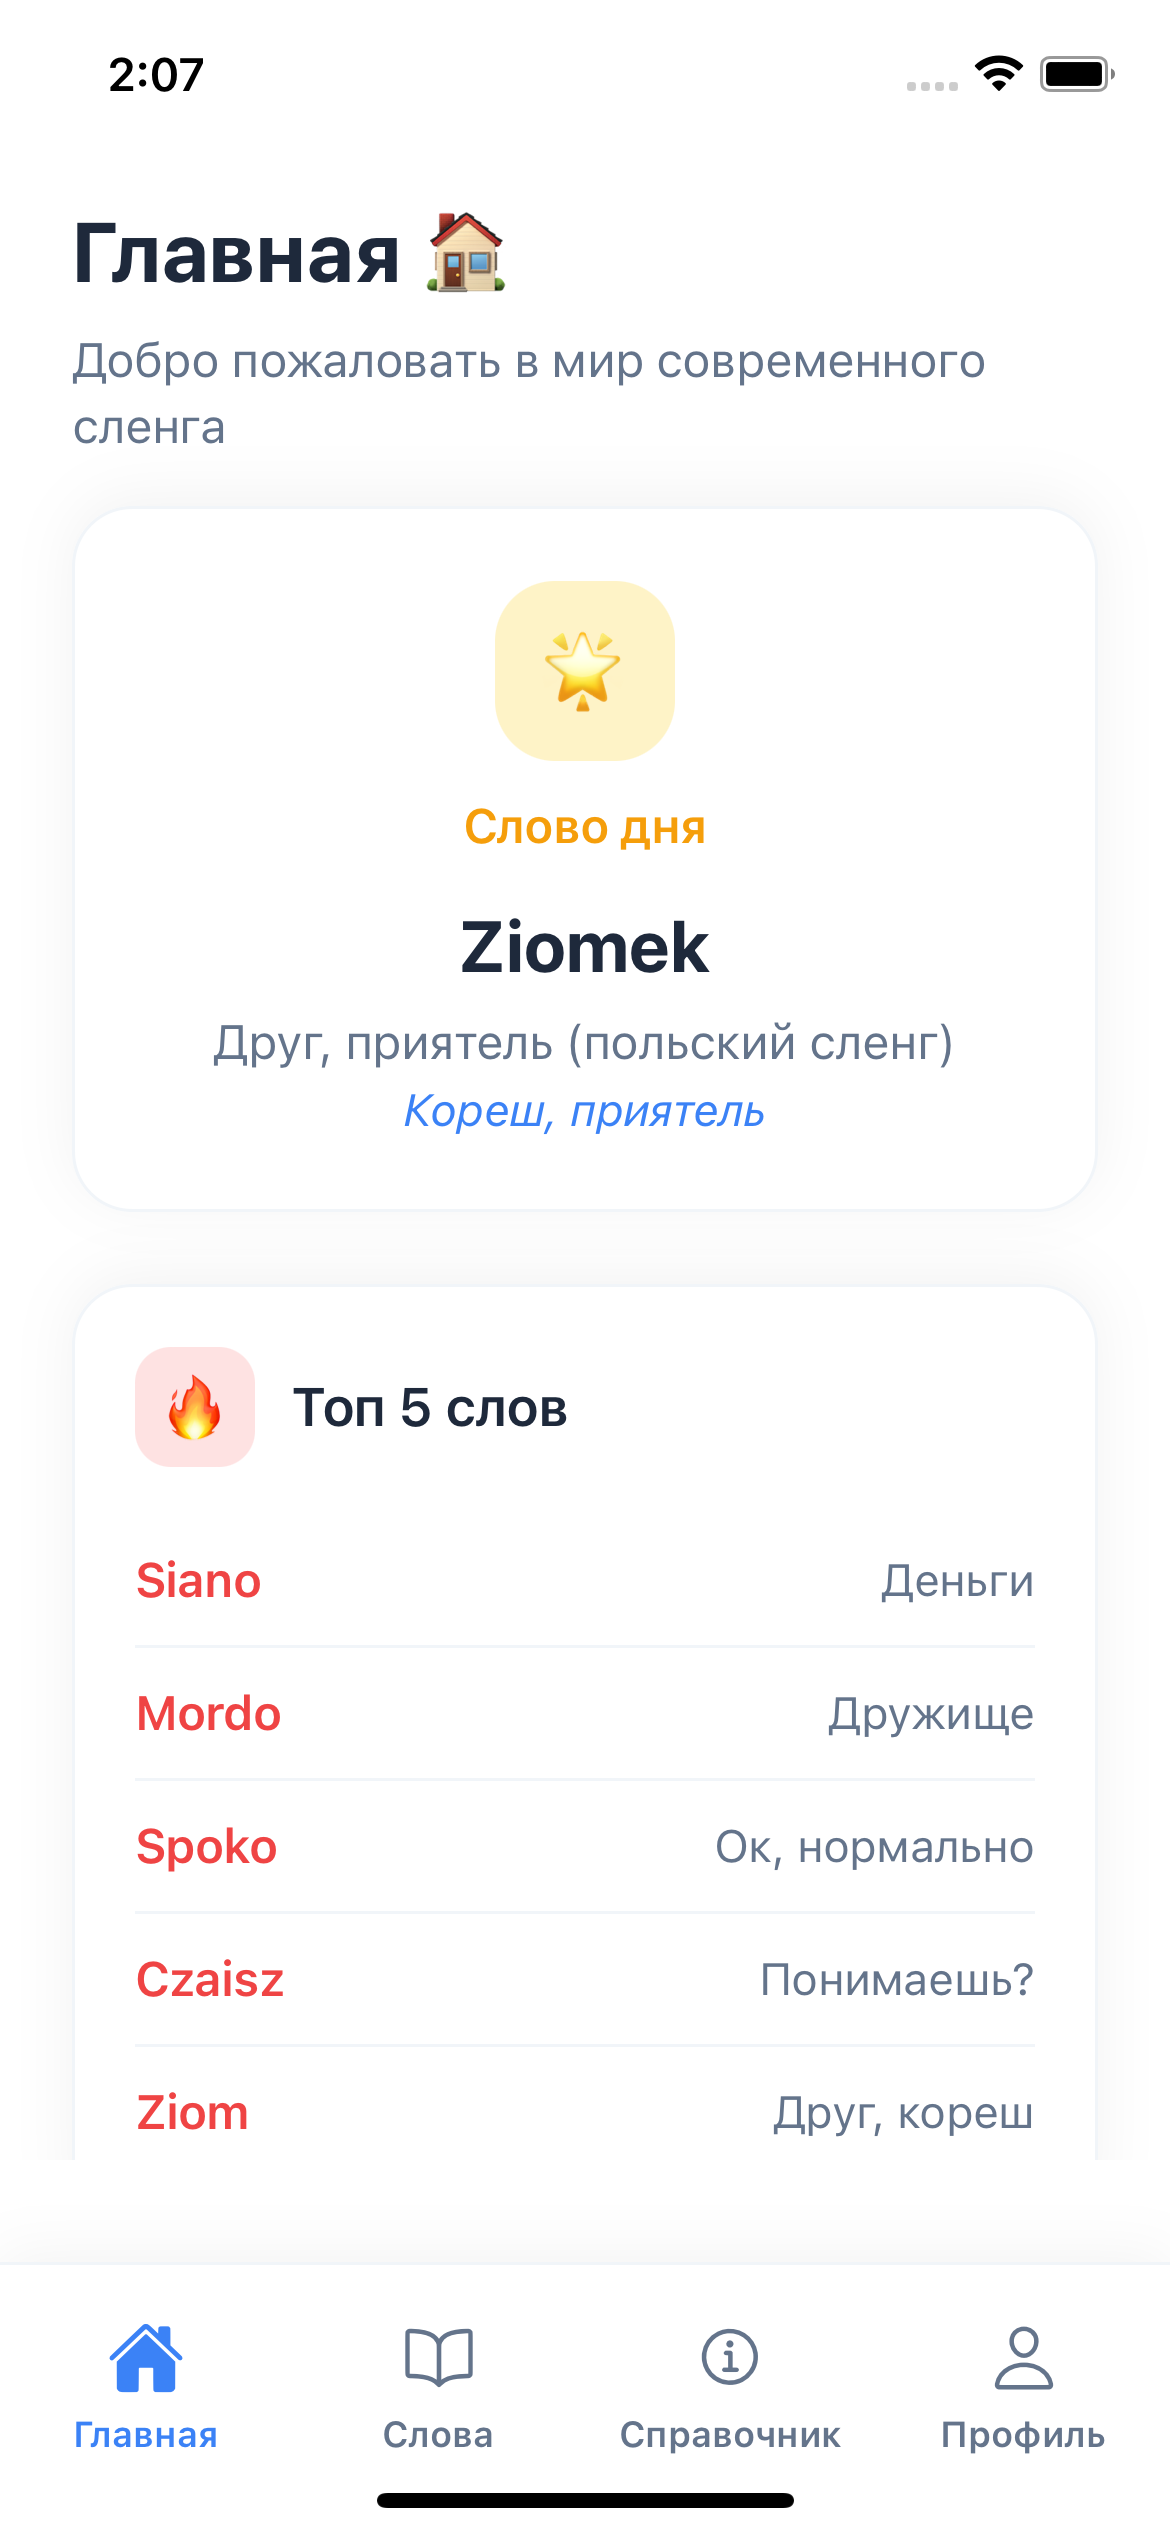 2:07
Главная
Добро пожаловать в мир современного
сленга
Слово дня
Ziomek
Друг, приятель (польский сленг)
Кореш, приятель
Топ 5 слов
Siano Деньги
Mordo Дружище
Spoko Ок, нормально
Czaisz Понимаешь?
Ziom Друг, кореш
Главная Слова Справочник Профиль